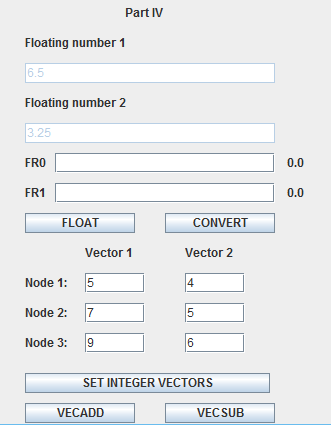 Part IV
Floating number 1
6.5
Floating number 2
3.25
FR0 0.0
FR1 0.0
FLOAT CONVERT
Vector 1 Vector 2
Node 1: 5 4
Node 2: 7 5
Node 3: 9 6
SET INTEGER VECTORS
VECADD VECSUB